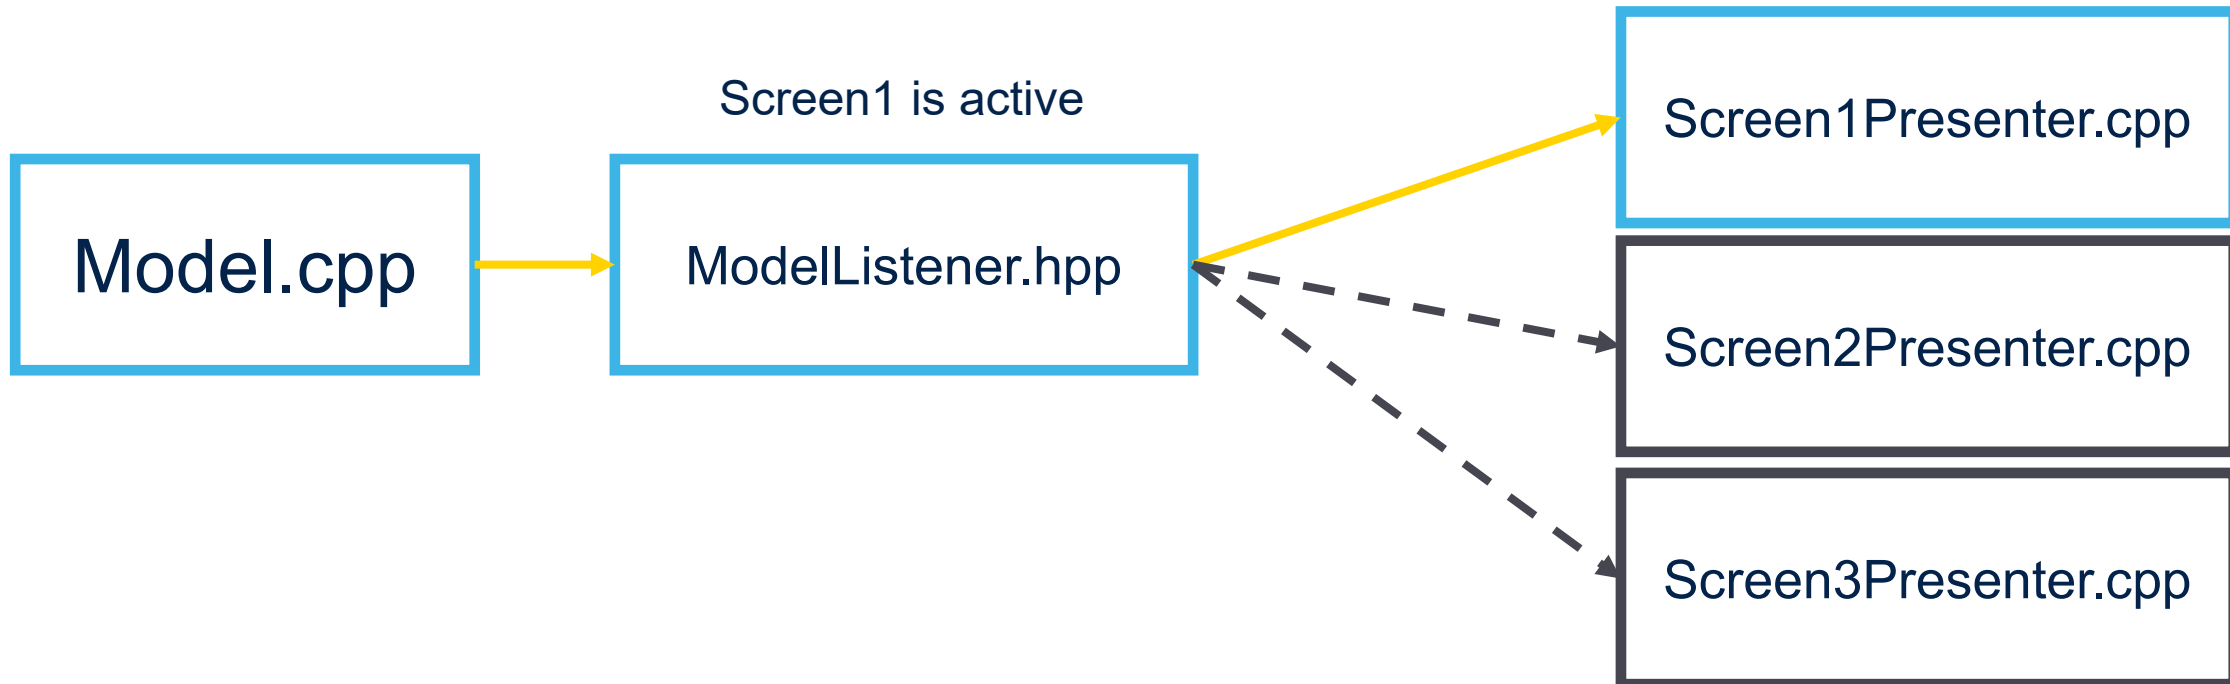 Screen1 is active
Model.cpp
ModelListener.hpp
Screen1Presenter.cpp
Screen2Presenter.cpp
Screen3Presenter.cpp